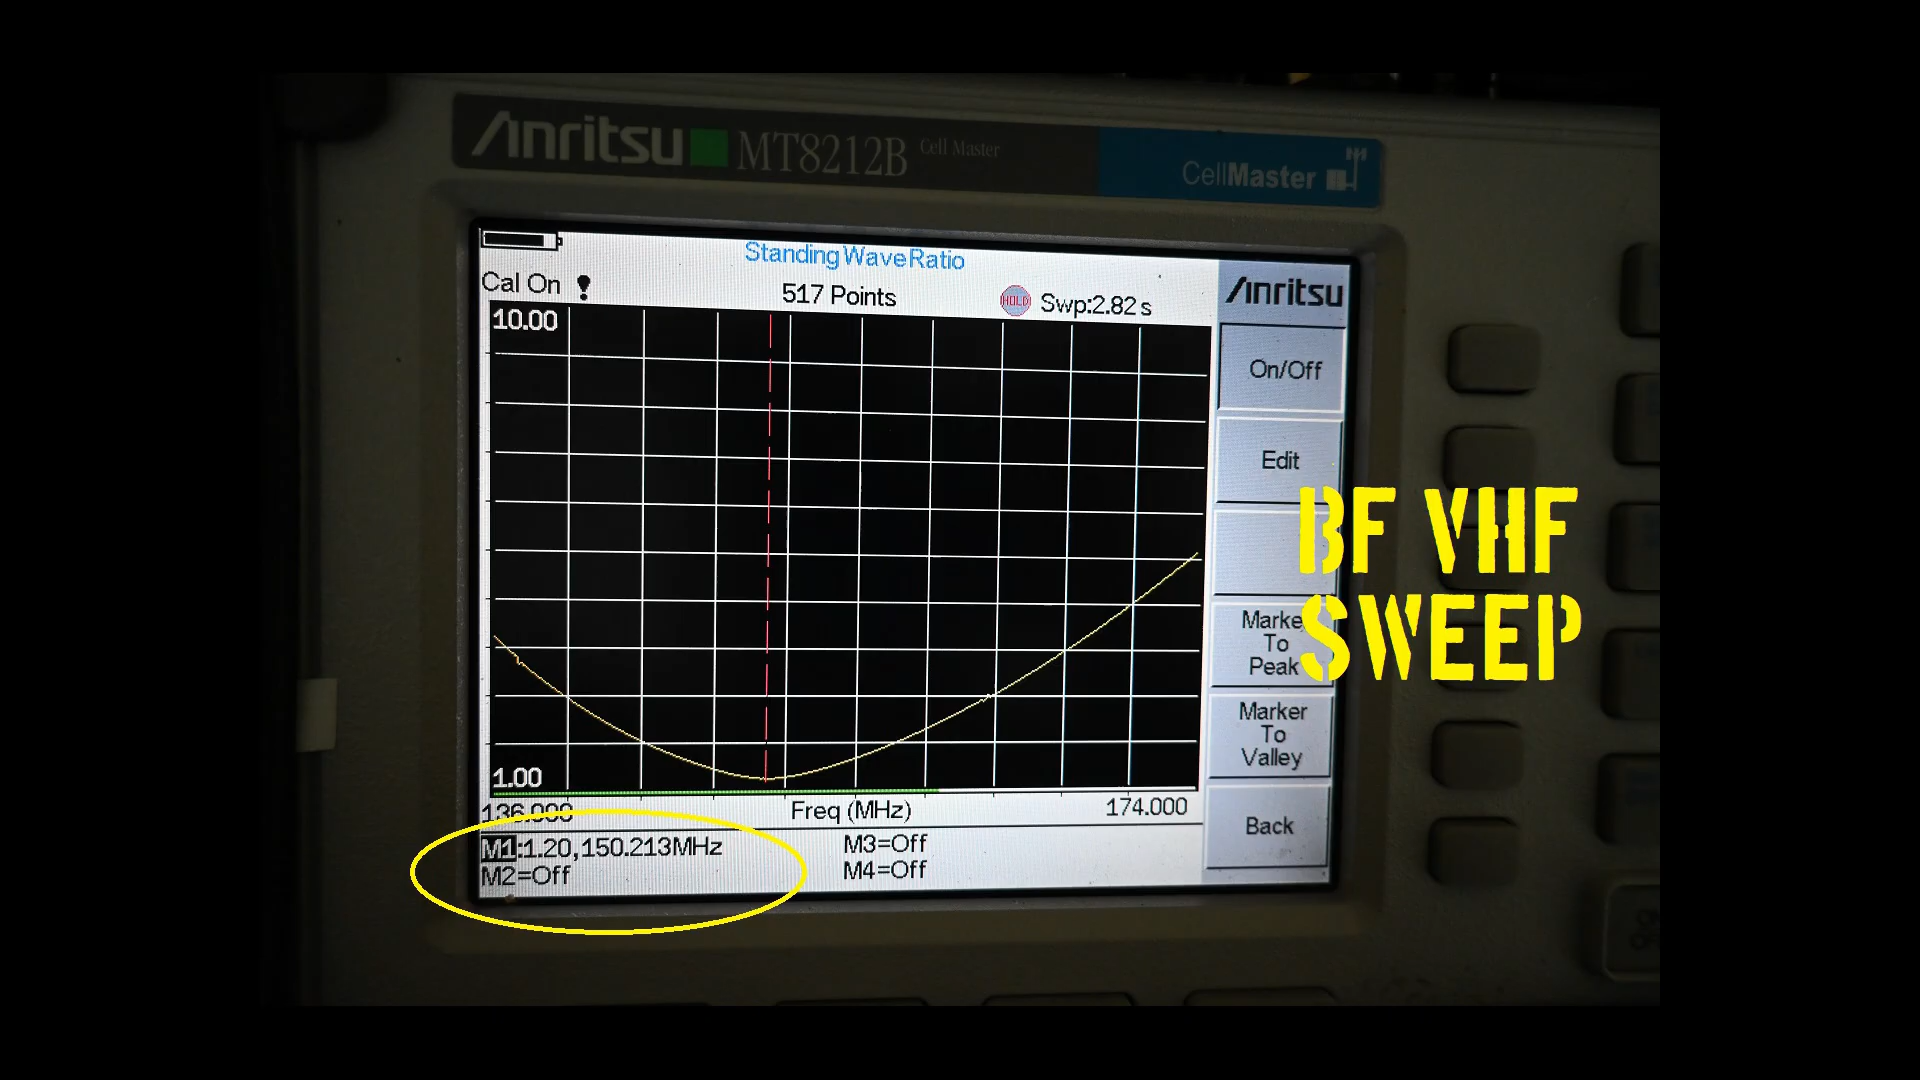 Anritsu MT8212B Cell Master
CellMaster
Standing Wave Ratio
Cal On !
517 Points
HOLD Swp:2.82 s
Anritsu
10.00
On/Off
Edit
BF VHF
SWEEP
Marke
To
Peak
Marker
To
Valley
1.00
136.000
Freq (MHz)
174.000
Back
M1:1.20,150.213MHz
M2=Off
M3=Off
M4=Off